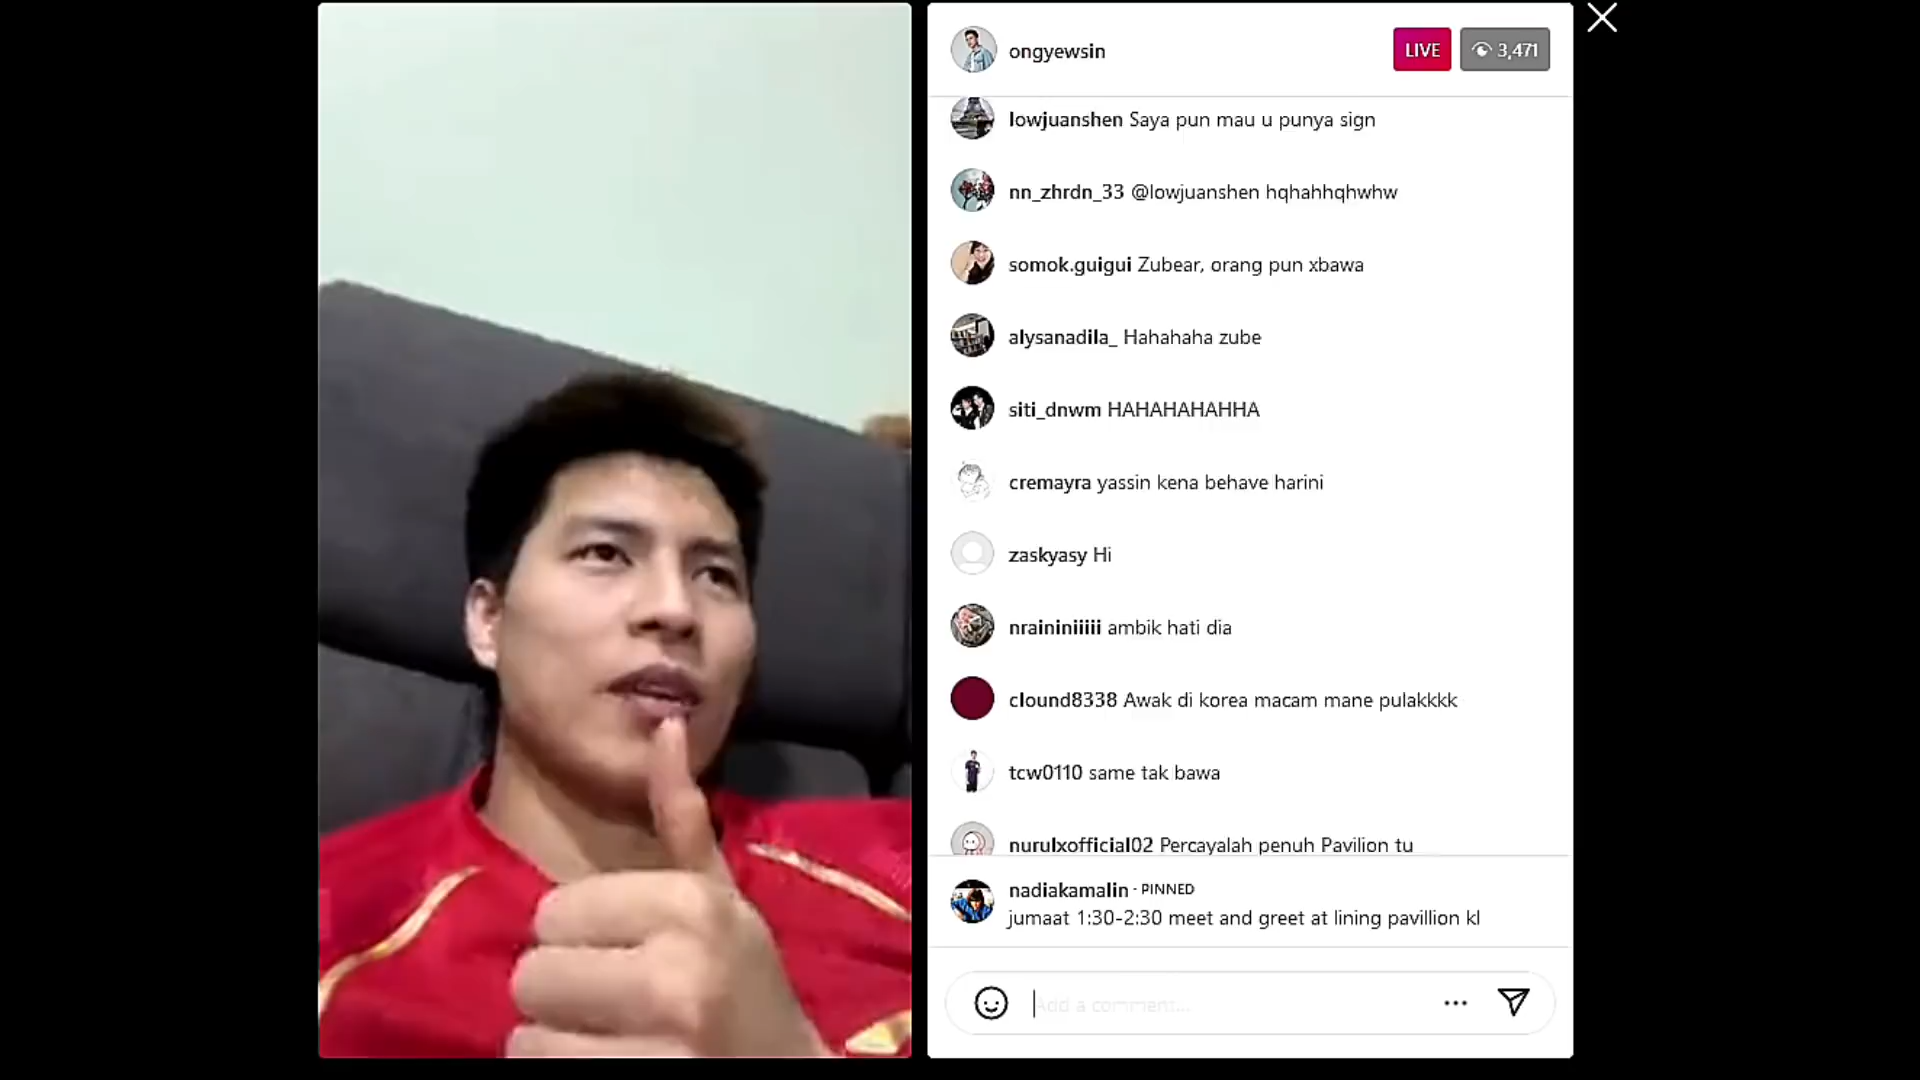 ongyewsin
LIVE
3,471
lowjuanshen Saya pun mau u punya sign
nn_zhrdn_33 @lowjuanshen hqhahhqhwhw
somok.guigui Zubear, orang pun xbawa
alysanadila_ Hahahaha zube
siti_dnwm HAHAHAHAHHA
cremayra yassin kena behave harini
zaskyasy Hi
nraininiiiii ambik hati dia
clound8338 Awak di korea macam mane pulakkkk
tcw0110 same tak bawa
nurulxofficial02 Percayalah penuh Pavilion tu
nadiakamalin · PINNED
jumaat 1:30-2:30 meet and greet at lining pavillion kl
Add a comment...